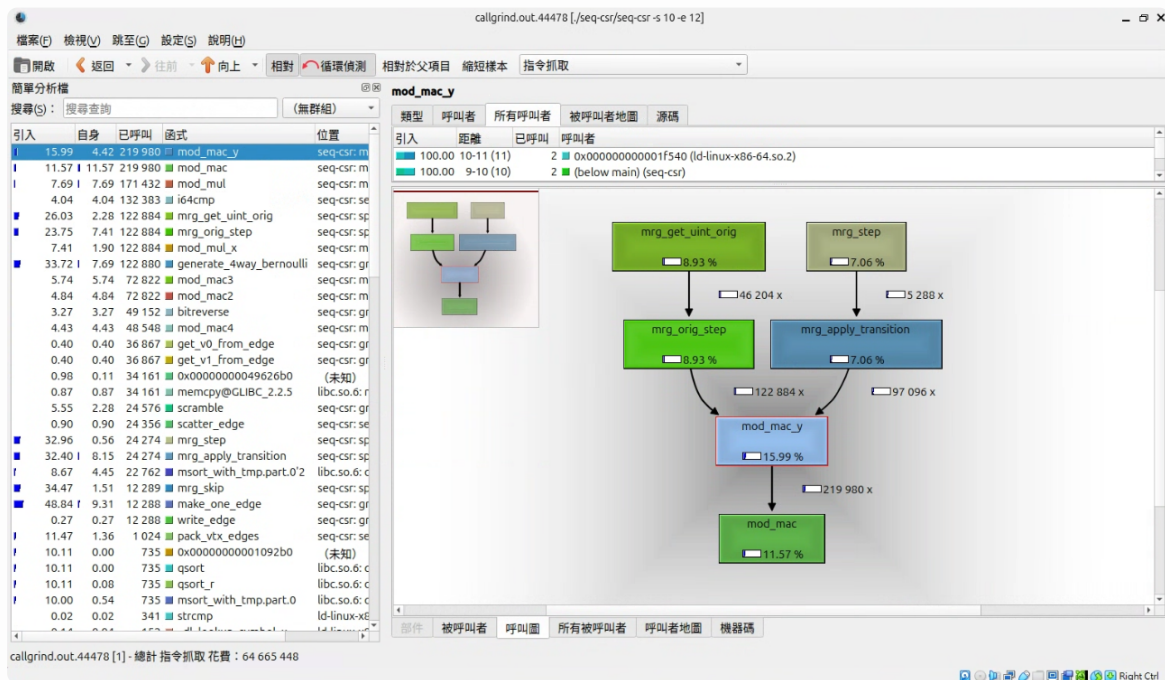 callgrind.out.44478 [./seq-csr/seq-csr -s 10 -e 12]
檔案(F) 檢視(V) 跳至(G) 設定(S) 說明(H)
開啟 返回 往前 向上 相對 循環偵測 相對於父項目 縮短樣本 指令抓取
簡單分析檔
搜尋(S)： 搜尋查詢 (無群組)
引入 自身 已呼叫 函式 位置
15.99 4.42 219 980 mod_mac_y seq-csr: m
11.57 11.57 219 980 mod_mac seq-csr: m
7.69 7.69 171 432 mod_mul seq-csr: m
4.04 4.04 132 383 i64cmp seq-csr: se
26.03 2.28 122 884 mrg_get_uint_orig seq-csr: sp
23.75 7.41 122 884 mrg_orig_step seq-csr: sp
7.41 1.90 122 884 mod_mul_x seq-csr: m
33.72 7.69 122 880 generate_4way_bernoulli seq-csr: gr
5.74 5.74 72 822 mod_mac3 seq-csr: m
4.84 4.84 72 822 mod_mac2 seq-csr: m
3.27 3.27 49 152 bitreverse seq-csr: gr
4.43 4.43 48 548 mod_mac4 seq-csr: m
0.40 0.40 36 867 get_v0_from_edge seq-csr: gr
0.40 0.40 36 867 get_v1_from_edge seq-csr: gr
0.98 0.11 34 161 0x00000000049626b0 (未知)
0.87 0.87 34 161 memcpy@GLIBC_2.2.5 libc.so.6: r
5.55 2.28 24 576 scramble seq-csr: gr
0.90 0.90 24 356 scatter_edge seq-csr: se
32.96 0.56 24 274 mrg_step seq-csr: sp
32.40 8.15 24 274 mrg_apply_transition seq-csr: sp
8.67 4.45 22 762 msort_with_tmp.part.0'2 libc.so.6: c
34.47 1.51 12 289 mrg_skip seq-csr: sp
48.84 9.31 12 288 make_one_edge seq-csr: gr
0.27 0.27 12 288 write_edge seq-csr: gr
11.47 1.36 1 024 pack_vtx_edges seq-csr: se
10.11 0.00 735 0x00000000001092b0 (未知)
10.11 0.00 735 qsort libc.so.6: c
10.11 0.08 735 qsort_r libc.so.6: c
10.00 0.54 735 msort_with_tmp.part.0 libc.so.6: c
0.02 0.02 341 strcmp ld-linux-x8
mod_mac_y
類型 呼叫者 所有呼叫者 被呼叫者地圖 源碼
引入 距離 已呼叫 呼叫者
100.00 10-11 (11) 2 0x000000000001f540 (ld-linux-x86-64.so.2)
100.00 9-10 (10) 2 (below main) (seq-csr)
mrg_get_uint_orig mrg_step
8.93 % 7.06 %
46 204 x 5 288 x
mrg_orig_step mrg_apply_transition
8.93 % 7.06 %
122 884 x 97 096 x
mod_mac_y
15.99 %
219 980 x
mod_mac
11.57 %
部件 被呼叫者 呼叫圖 所有被呼叫者 呼叫者地圖 機器碼
callgrind.out.44478 [1] - 總計 指令抓取 花費：64 665 448
Right Ctrl